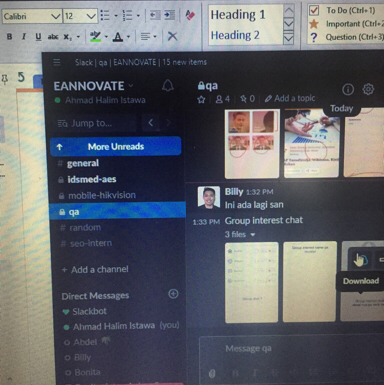 Calibri
12
Heading 1
Heading 2
To Do (Ctrl+1)
Important (Ctrl+2
Question (Ctrl+3)
B I U abc X₂ A
5
Slack | qa | EANNOVATE | 15 new items
EANNOVATE
Ahmad Halim Istawa
Jump to...
More Unreads
# general
idsmed-aes
mobile-hikvision
qa
# random
# seo-intern
+ Add a channel
Direct Messages
Slackbot
Ahmad Halim Istawa (you)
Abdel
Billy
Bonita
qa
4 | 0 | Add a topic
Today
Billy 1:32 PM
Ini ada lagi san
1:33 PM Group interest chat
3 files
Download
Message qa